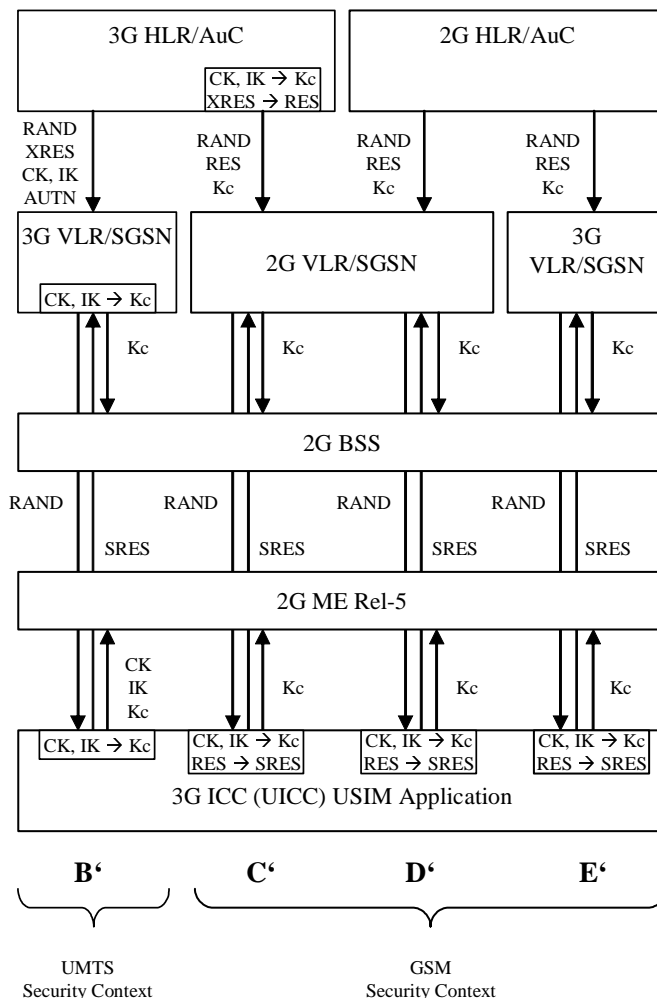 3G HLR/AuC
2G HLR/AuC
CK, IK → Kc
XRES → RES
RAND
XRES
CK, IK
AUTN
RAND
RES
Kc
RAND
RES
Kc
RAND
RES
Kc
3G VLR/SGSN
CK, IK → Kc
2G VLR/SGSN
3G
VLR/SGSN
Kc
Kc
Kc
Kc
2G BSS
RAND
SRES
RAND
SRES
RAND
SRES
RAND
SRES
2G ME Rel-5
CK
IK
Kc
Kc
Kc
Kc
CK, IK → Kc
CK, IK → Kc
RES → SRES
CK, IK → Kc
RES → SRES
CK, IK → Kc
RES → SRES
3G ICC (UICC) USIM Application
B‘
C‘
D‘
E‘
UMTS
Security Context
GSM
Security Context